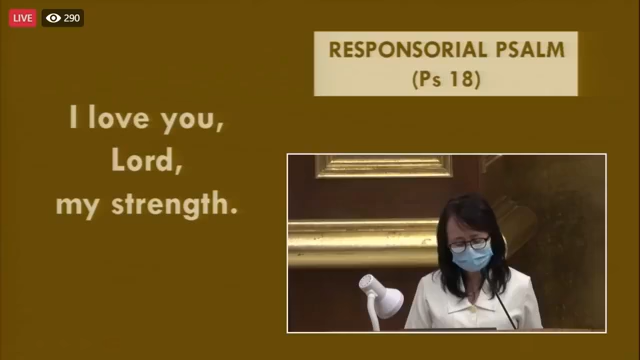 LIVE 290
RESPONSORIAL PSALM
(Ps 18)
I love you,
Lord,
my strength.